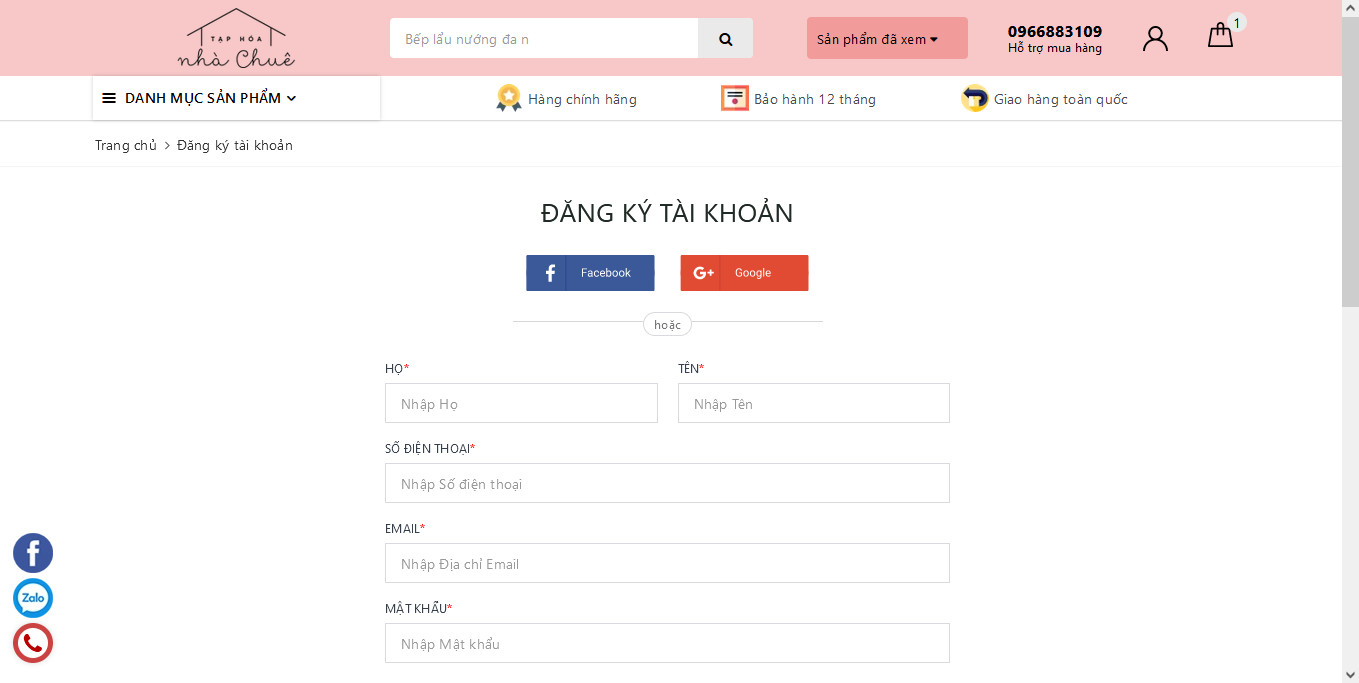 TẠP HÓA
nhà Chuê
Bếp lẩu nướng đa n
Sản phẩm đã xem
0966883109
Hỗ trợ mua hàng
1
DANH MỤC SẢN PHẨM
Hàng chính hãng
Bảo hành 12 tháng
Giao hàng toàn quốc
Trang chủ > Đăng ký tài khoản
ĐĂNG KÝ TÀI KHOẢN
Facebook
G+ Google
hoặc
HỌ*
TÊN*
Nhập Họ
Nhập Tên
SỐ ĐIỆN THOẠI*
Nhập Số điện thoại
EMAIL*
Nhập Địa chỉ Email
Zalo
MẬT KHẨU*
Nhập Mật khẩu